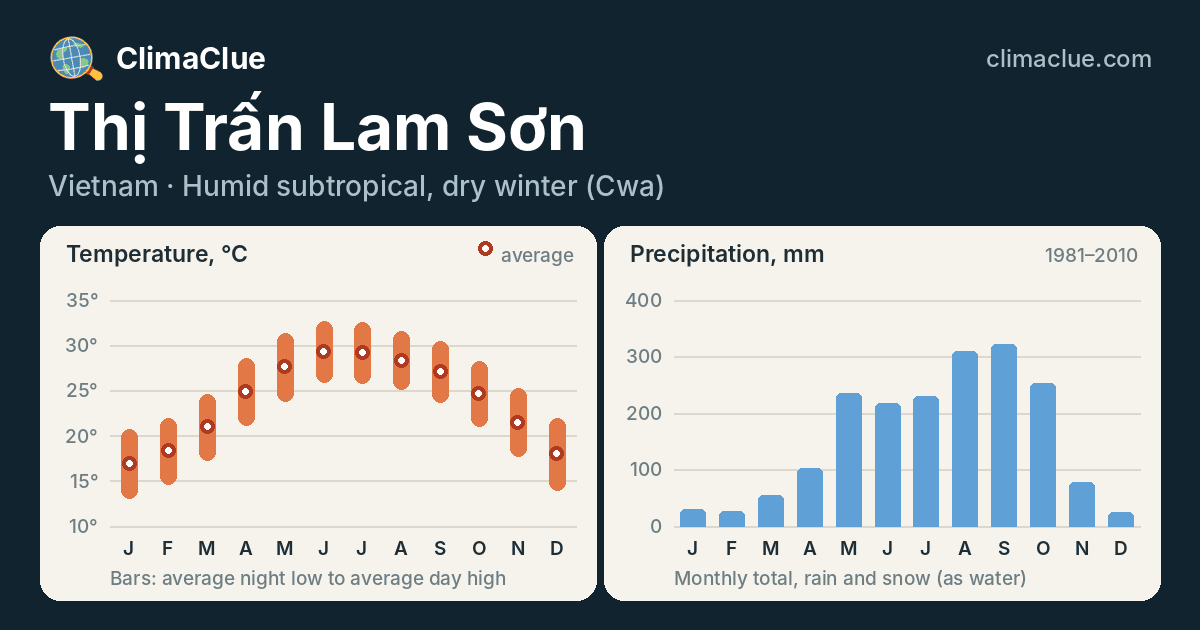 ClimaClue
climaclue.com
Thị Trấn Lam Sơn
Vietnam · Humid subtropical, dry winter (Cwa)
Temperature, °C
average
35°
30°
25°
20°
15°
10°
J F M A M J J A S O N D
Bars: average night low to average day high
Precipitation, mm
1981–2010
400
300
200
100
0
J F M A M J J A S O N D
Monthly total, rain and snow (as water)